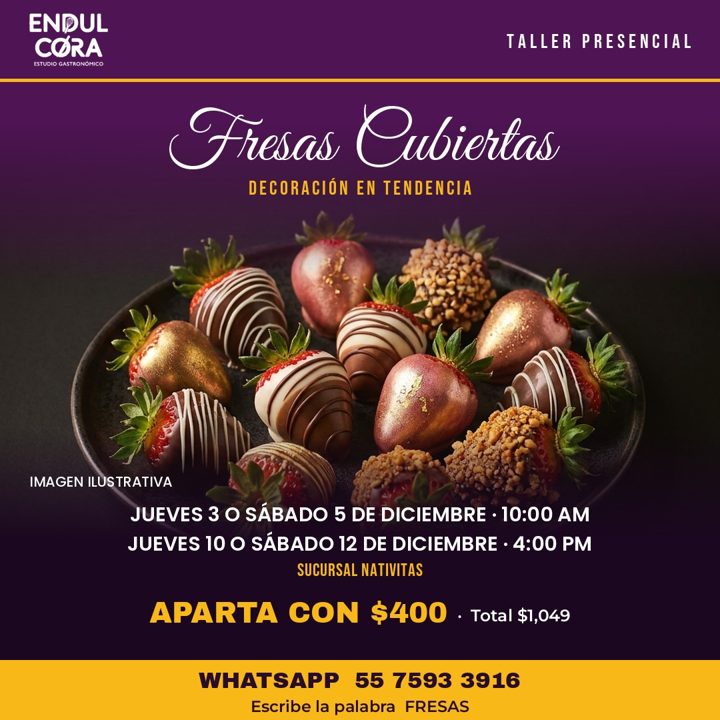 ENDUL
CØRA
ESTUDIO GASTRONÓMICO
TALLER PRESENCIAL
Fresas Cubiertas
DECORACIÓN EN TENDENCIA
IMAGEN ILUSTRATIVA
JUEVES 3 O SÁBADO 5 DE DICIEMBRE · 10:00 AM
JUEVES 10 O SÁBADO 12 DE DICIEMBRE · 4:00 PM
SUCURSAL NATIVITAS
APARTA CON $400 · Total $1,049
WHATSAPP 55 7593 3916
Escribe la palabra FRESAS